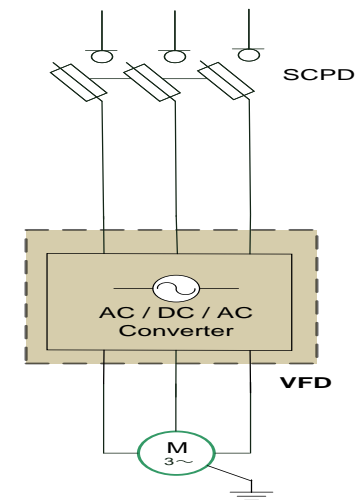 SCPD
AC / DC / AC
Converter
VFD
M
3~